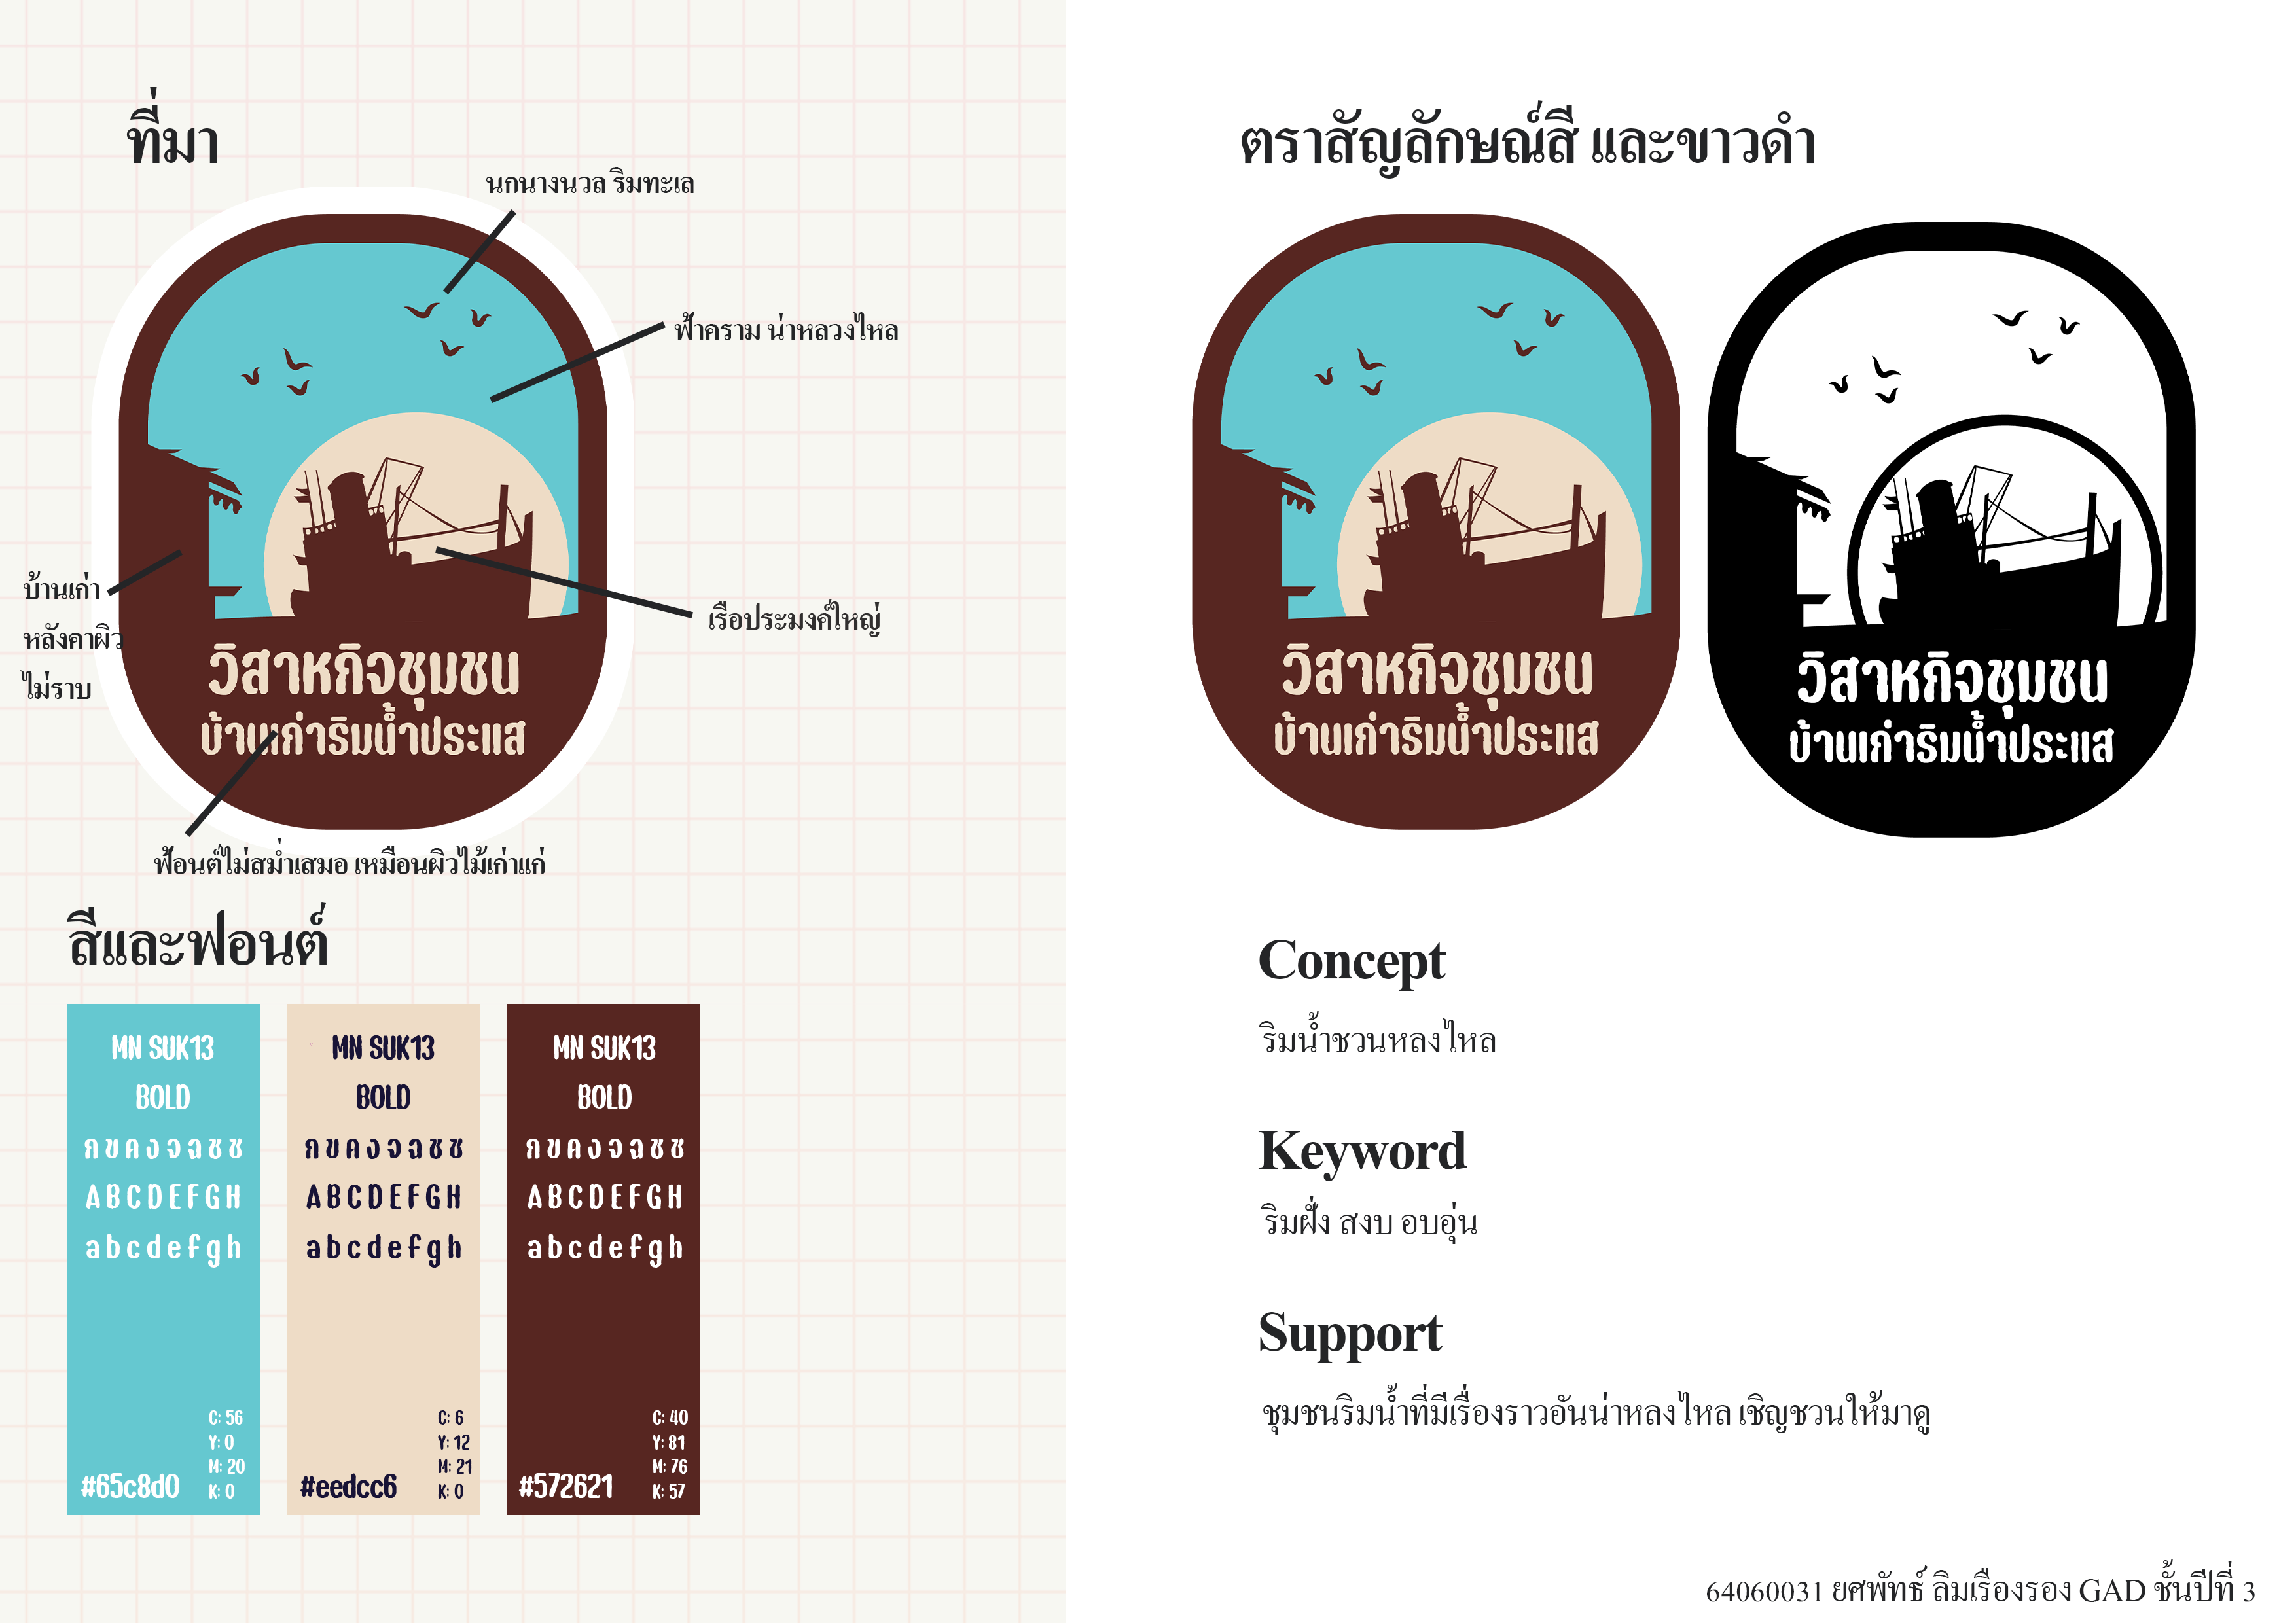 ที่มา
นกนางนวล ริมทะเล
ฟ้าคราม น่าหลวงไหล
บ้านเก่า
หลังคาผิว
ไม่ราบ
เรือประมงค์ใหญ่
วิสาหกิจชุมชน
บ้านเก่าริมน้ำประแส
ฟ้อนต์ไม่สม่ำเสมอ เหมือนผิวไม้เก่าแก่
สีและฟอนต์
MN SUK13
BOLD
ก ข ค ง จ ฉ ช ซ
A B C D E F G H
a b c d e f g h
C: 56
Y: 0
M: 20
K: 0
#65c8d0
MN SUK13
BOLD
ก ข ค ง จ ฉ ช ซ
A B C D E F G H
a b c d e f g h
C: 6
Y: 12
M: 21
K: 0
#eedcc6
MN SUK13
BOLD
ก ข ค ง จ ฉ ช ซ
A B C D E F G H
a b c d e f g h
C: 40
Y: 81
M: 76
K: 57
#572621
ตราสัญลักษณ์สี และขาวดำ
วิสาหกิจชุมชน
บ้านเก่าริมน้ำประแส
วิสาหกิจชุมชน
บ้านเก่าริมน้ำประแส
Concept
ริมน้ำชวนหลงไหล
Keyword
ริมฝั่ง สงบ อบอุ่น
Support
ชุมชนริมน้ำที่มีเรื่องราวอันน่าหลงไหล เชิญชวนให้มาดู
64060031 ยศพัทธ์ ลิมเรืองรอง GAD ชั้นปีที่ 3